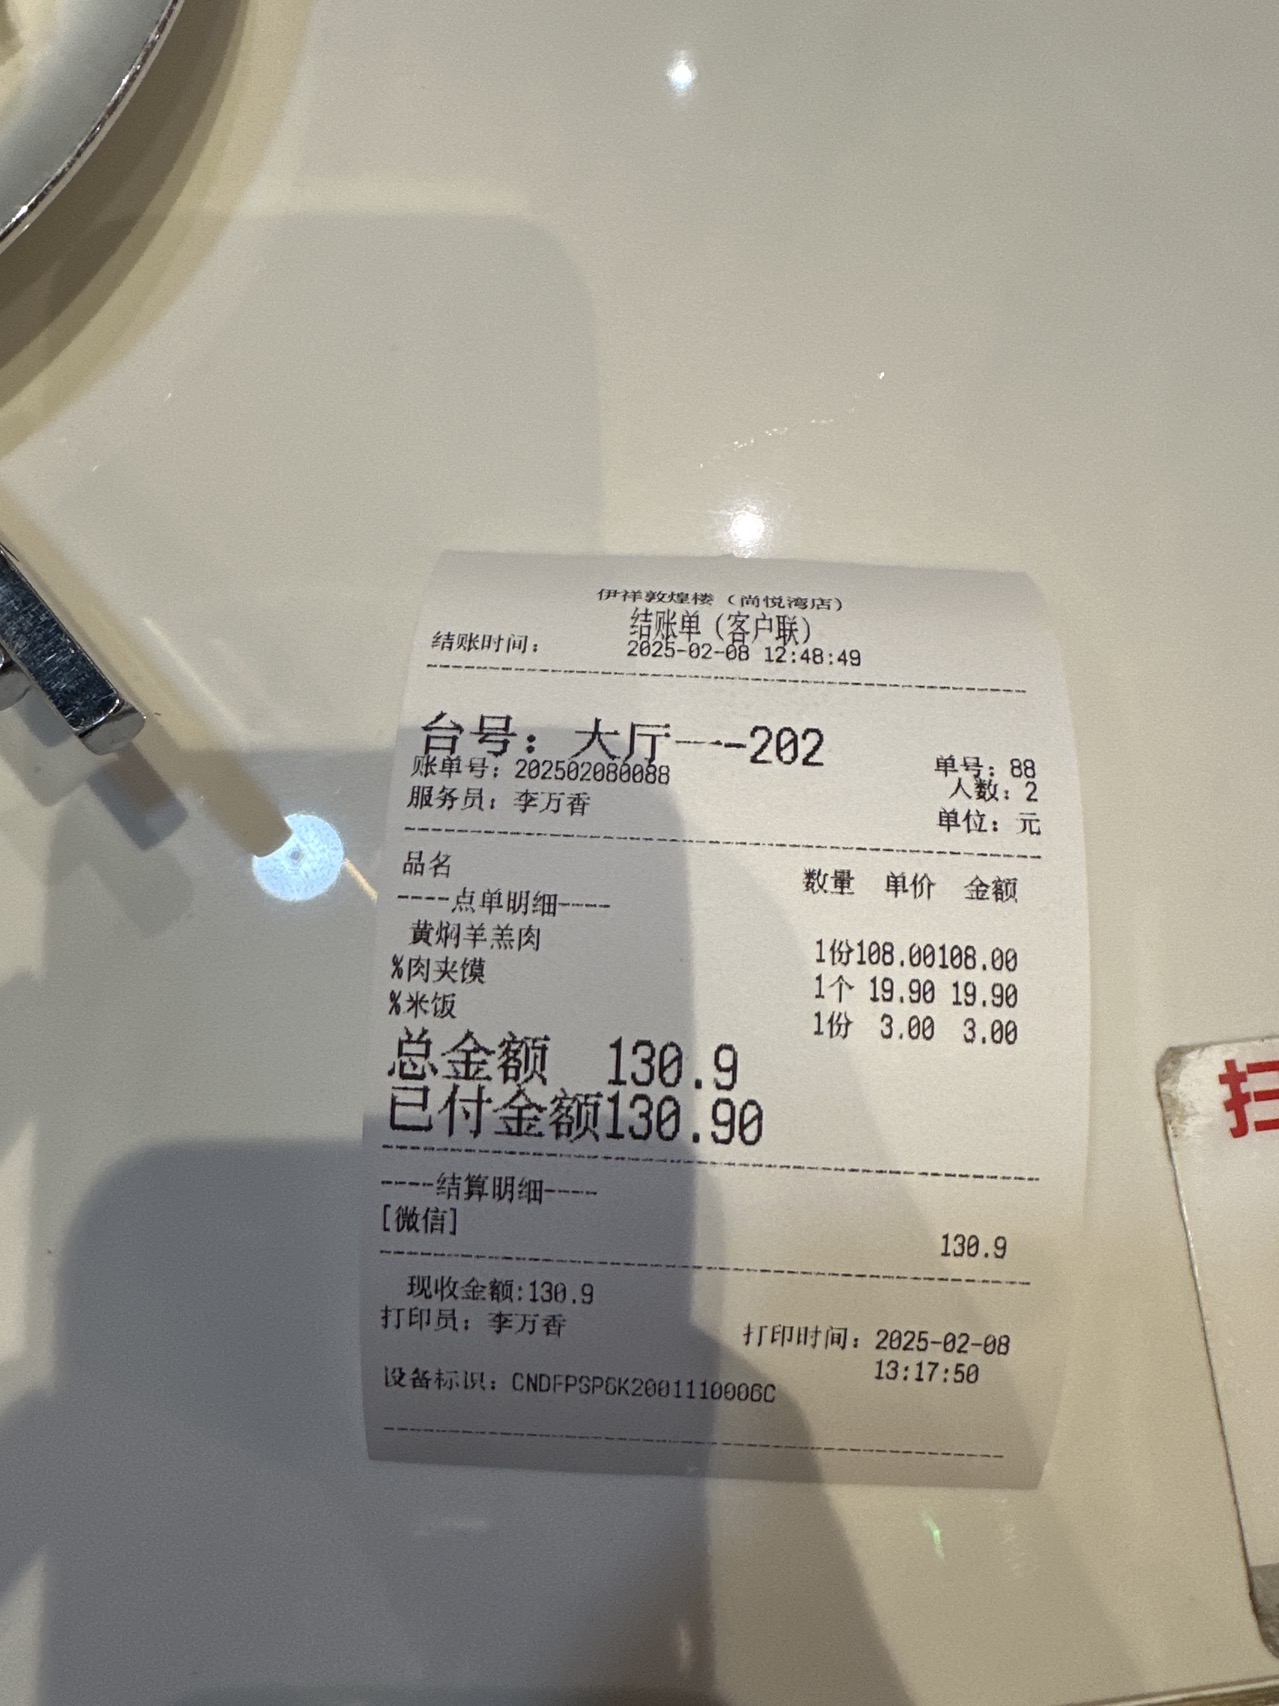 伊祥敦煌楼（尚悦湾店）
结账单（客户联）
结账时间： 2025-02-08 12:48:49
台号：大厅一-202
单号：88
账单号：202502080088
人数：2
服务员：李万香
单位：元
品名 数量 单价 金额
----点单明细----
黄焖羊羔肉 1份108.00108.00
%肉夹馍 1个 19.90 19.90
%米饭 1份 3.00 3.00
总金额 130.9
已付金额130.90
----结算明细----
[微信] 130.9
现收金额:130.9
打印员：李万香 打印时间：2025-02-08
13:17:50
设备标识：CNDFPSP6K2001110006C
扫